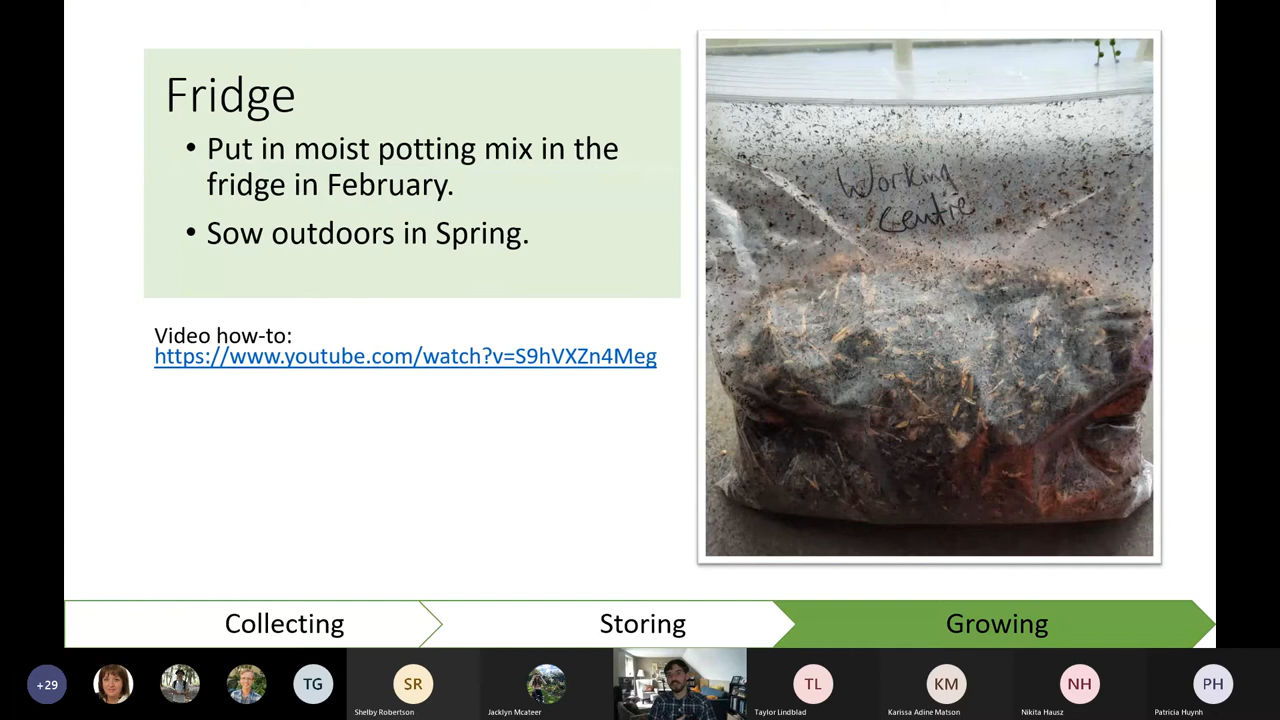 Fridge
• Put in moist potting mix in the
fridge in February.
• Sow outdoors in Spring.
Video how-to:
https://www.youtube.com/watch?v=S9hVXZn4Meg
Working
Centre
Collecting
Storing
Growing
+29
TG
SR
Shelby Robertson
Jacklyn Mcateer
TL
Taylor Lindblad
KM
Karissa Adine Matson
NH
Nikita Hausz
PH
Patricia Huynh